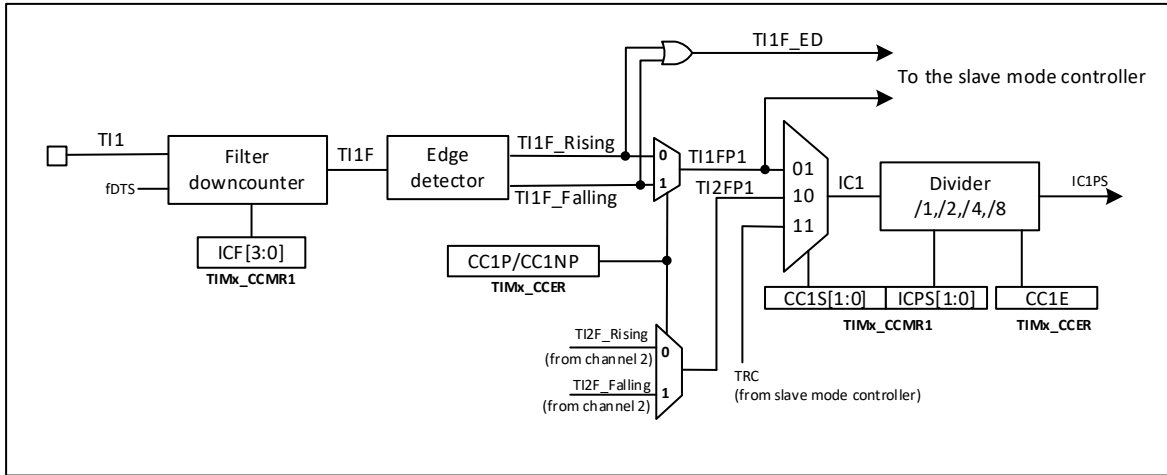 TI1F_ED
To the slave mode controller
TI1
fDTS
Filter
downcounter
TI1F
Edge
detector
TI1F_Rising
TI1F_Falling
0
1
TI1FP1
TI2FP1
01
10
11
IC1
Divider
/1,/2,/4,/8
IC1PS
ICF[3:0]
TIMx_CCMR1
CC1P/CC1NP
TIMx_CCER
CC1S[1:0]
ICPS[1:0]
TIMx_CCMR1
CC1E
TIMx_CCER
TI2F_Rising
(from channel 2)
0
TI2F_Falling
(from channel 2)
1
TRC
(from slave mode controller)